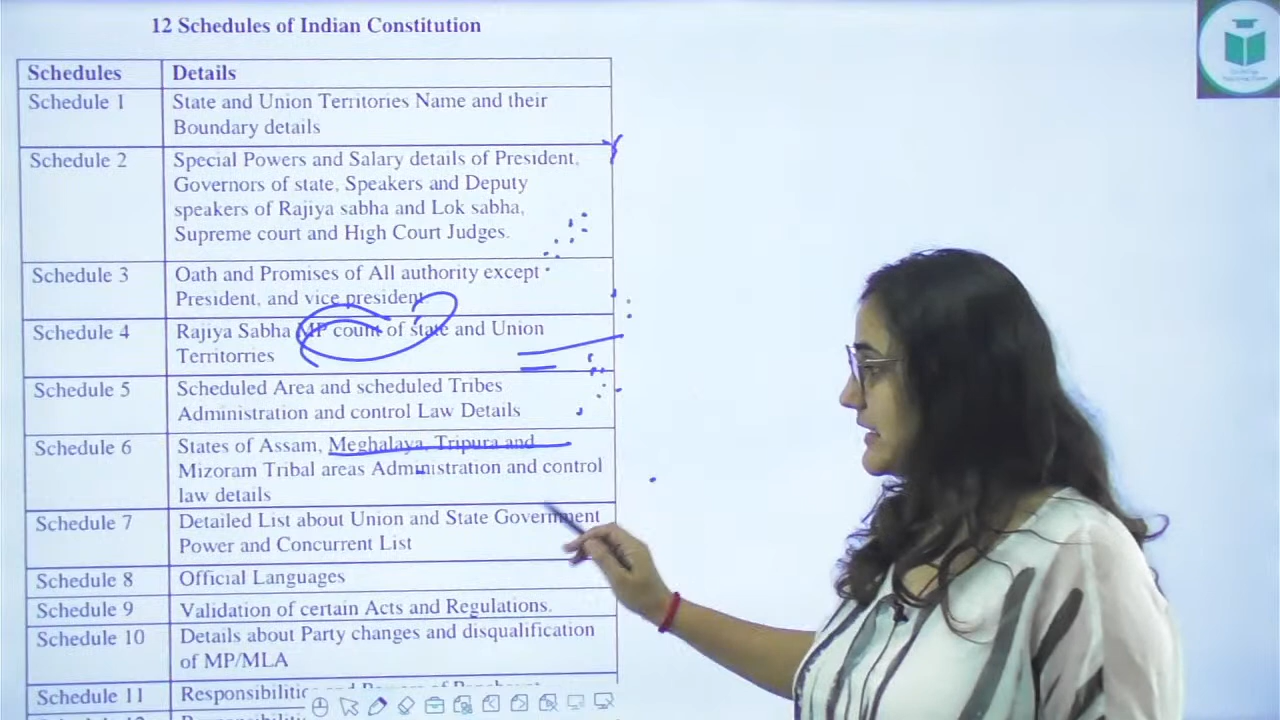 12 Schedules of Indian Constitution
Schedules Details
Schedule 1 State and Union Territories Name and their
Boundary details
Schedule 2 Special Powers and Salary details of President,
Governors of state, Speakers and Deputy
speakers of Rajiya sabha and Lok sabha,
Supreme court and High Court Judges.
Schedule 3 Oath and Promises of All authority except
President, and vice president.
Schedule 4 Rajiya Sabha MP count of state and Union
Territorries
Schedule 5 Scheduled Area and scheduled Tribes
Administration and control Law Details
Schedule 6 States of Assam, Meghalaya, Tripura and
Mizoram Tribal areas Administration and control
law details
Schedule 7 Detailed List about Union and State Government
Power and Concurrent List
Schedule 8 Official Languages
Schedule 9 Validation of certain Acts and Regulations.
Schedule 10 Details about Party changes and disqualification
of MP/MLA
Schedule 11